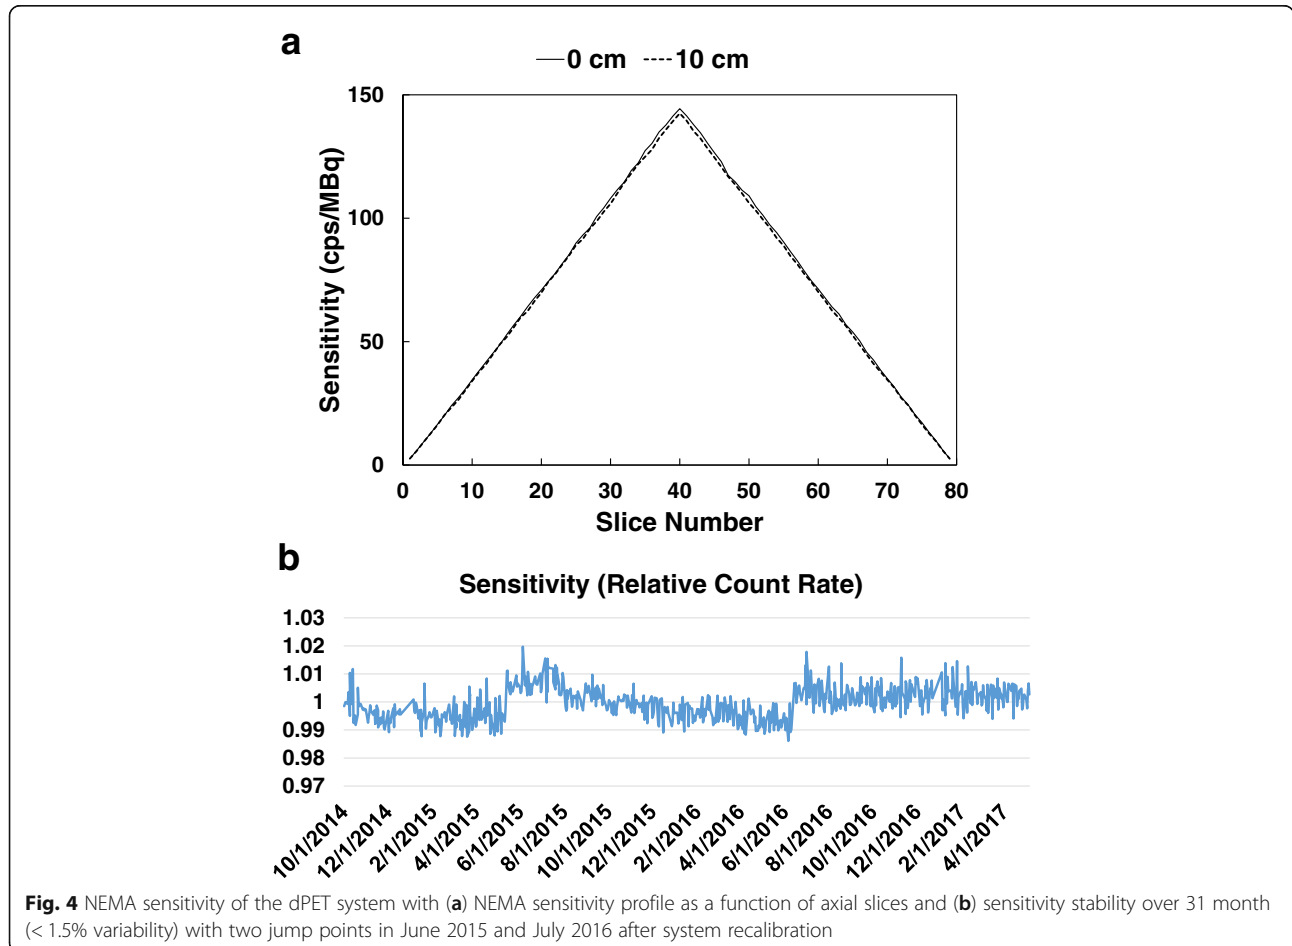 a
0 cm 10 cm
150
100
50
0
Sensitivity (cps/MBq)
0 10 20 30 40 50 60 70 80
Slice Number
b
Sensitivity (Relative Count Rate)
1.03
1.02
1.01
1
0.99
0.98
0.97
10/1/2014 12/1/2014 2/1/2015 4/1/2015 6/1/2015 8/1/2015 10/1/2015 12/1/2015 2/1/2016 4/1/2016 6/1/2016 8/1/2016 10/1/2016 12/1/2016 2/1/2017 4/1/2017
Fig. 4 NEMA sensitivity of the dPET system with (a) NEMA sensitivity profile as a function of axial slices and (b) sensitivity stability over 31 month
(< 1.5% variability) with two jump points in June 2015 and July 2016 after system recalibration